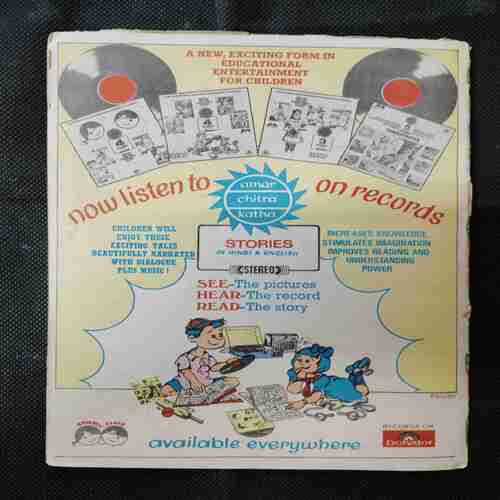 A NEW, EXCITING FORM IN
EDUCATIONAL
ENTERTAINMENT
FOR CHILDREN
now listen to
amar
chitra
katha
on records
CHILDREN WILL
ENJOY THESE
EXCITING TALES
BEAUTIFULLY NARRATED
WITH DIALOGUE
PLUS MUSIC!
STORIES
IN HINDI & ENGLISH
STEREO
INCREASES KNOWLEDGE,
STIMULATES IMAGINATION
IMPROVES READING AND
UNDERSTANDING
POWER
SEE-The pictures
HEAR-The record
READ-The story
available everywhere
RECORDS ON
Polydor